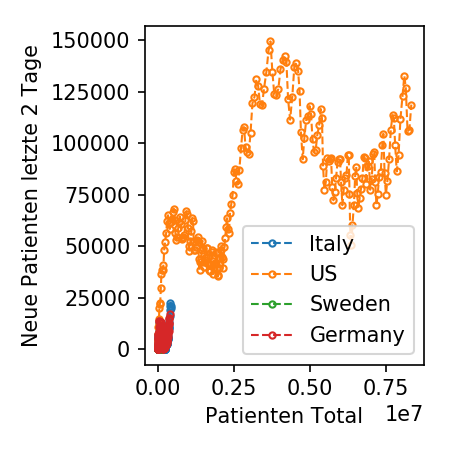 Neue Patienten letzte 2 Tage
150000
125000
100000
75000
50000
25000
0
Italy
US
Sweden
Germany
0.00 0.25 0.50 0.75
1e7
Patienten Total